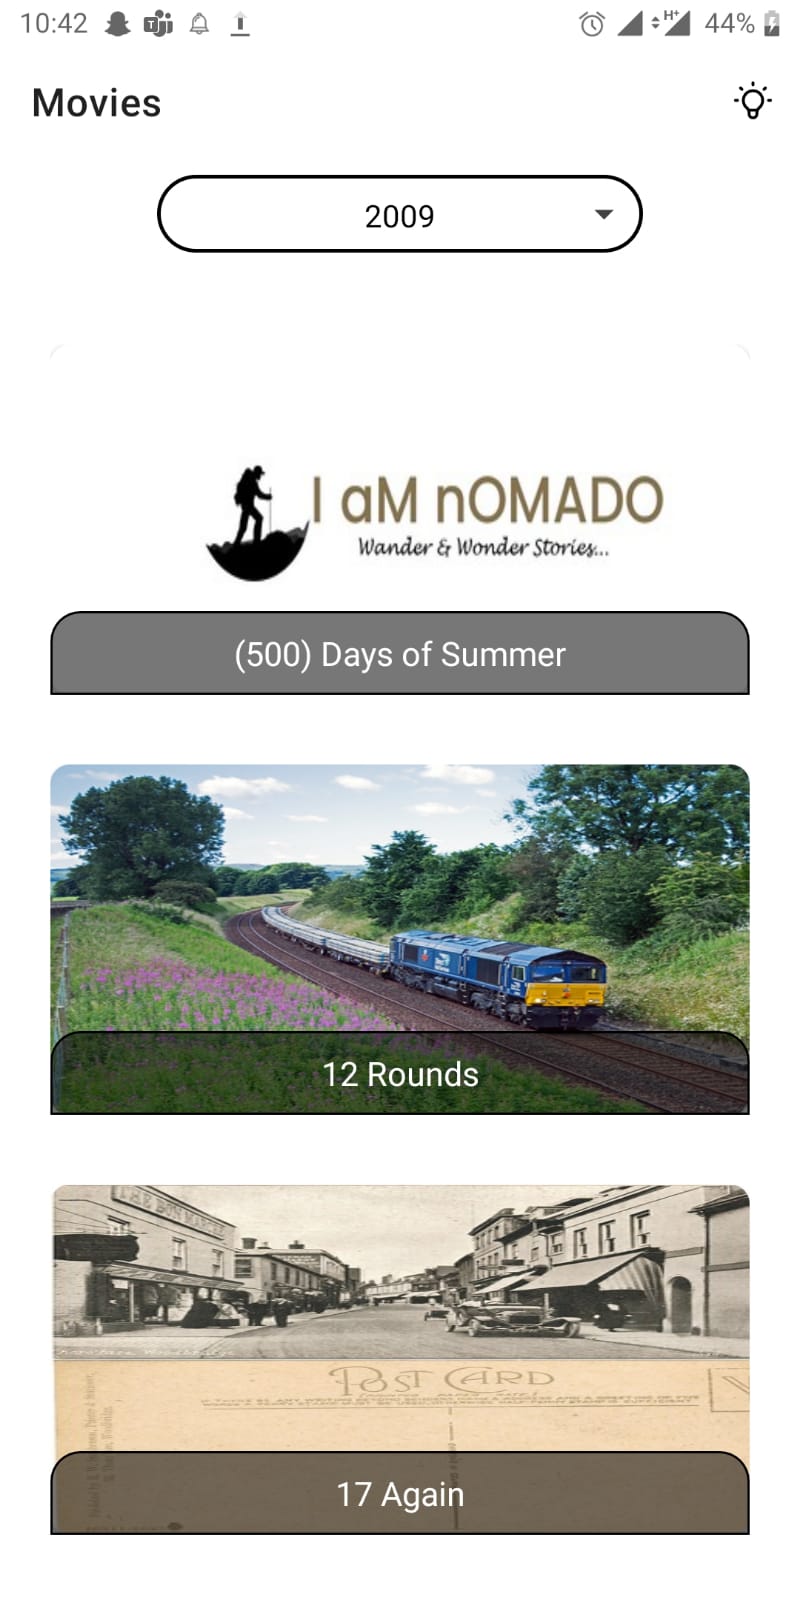 10:42
H+
44%
Movies
2009
I aM nOMADO
Wander & Wonder Stories...
(500) Days of Summer
12 Rounds
THE BON MARCHE
POST CARD
17 Again